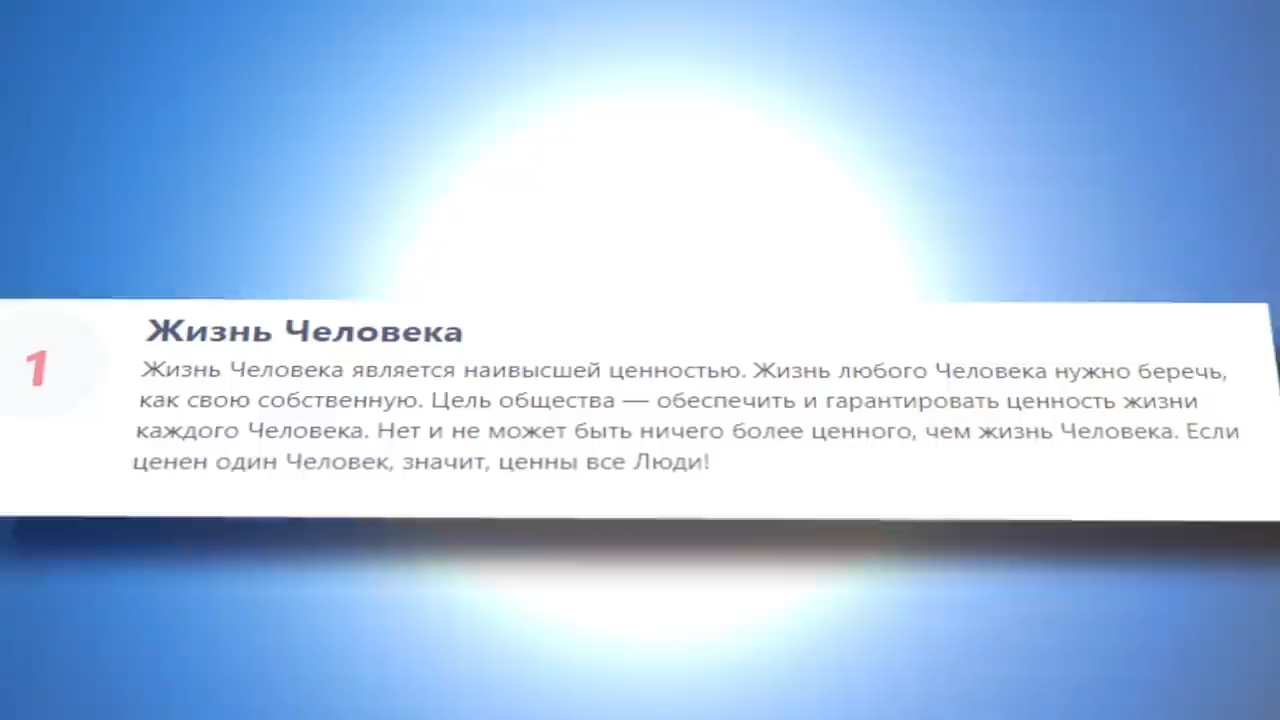 1
Жизнь Человека
Жизнь Человека является наивысшей ценностью. Жизнь любого Человека нужно беречь,
как свою собственную. Цель общества — обеспечить и гарантировать ценность жизни
каждого Человека. Нет и не может быть ничего более ценного, чем жизнь Человека. Если
ценен один Человек, значит, ценны все Люди!